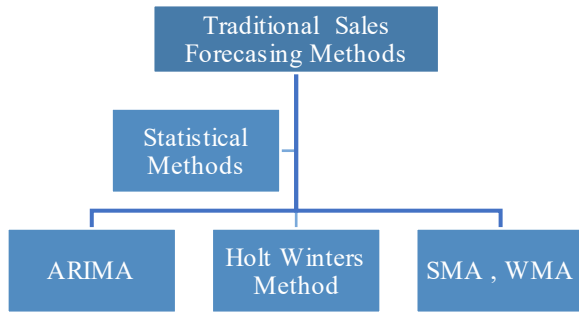 Traditional Sales
Forecasing Methods
Statistical
Methods
ARIMA
Holt Winters
Method
SMA , WMA